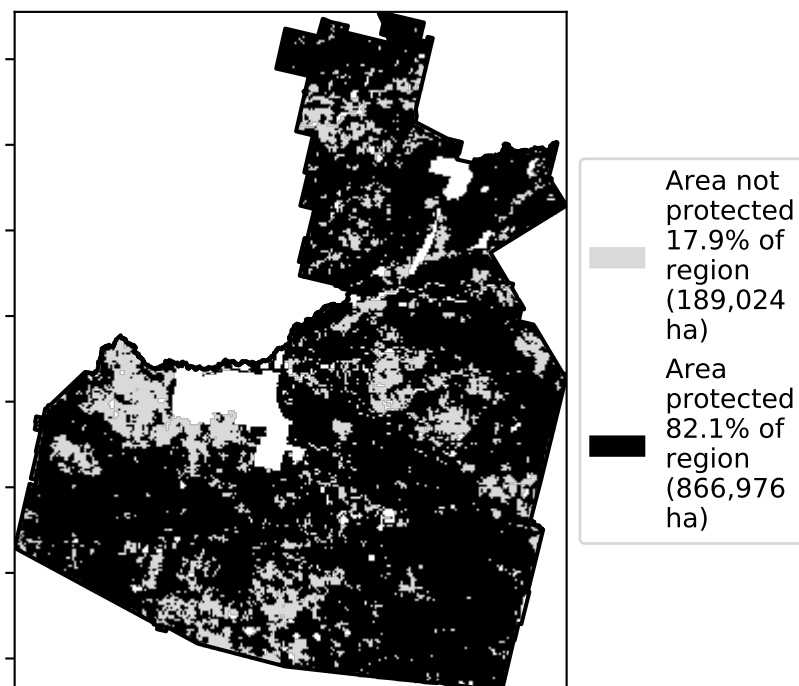 Area not
protected
17.9% of
region
(189,024
ha)
Area
protected
82.1% of
region
(866,976
ha)